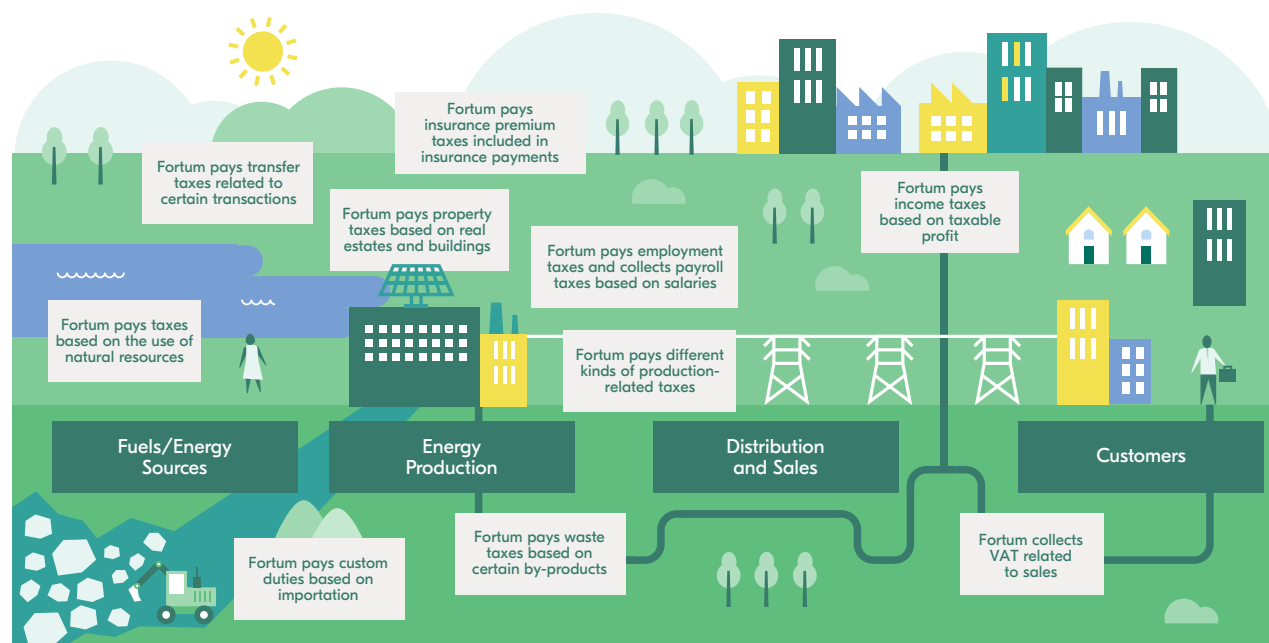 Fortum pays
insurance premium
taxes included in
insurance payments
Fortum pays transfer
taxes related to
certain transactions
Fortum pays property
taxes based on real
estates and buildings
Fortum pays
income taxes
based on taxable
profit
Fortum pays employment
taxes and collects payroll
taxes based on salaries
Fortum pays taxes
based on the use of
natural resources
Fortum pays different
kinds of production-
related taxes
Fuels/Energy
Sources
Energy
Production
Distribution
and Sales
Customers
Fortum pays custom
duties based on
importation
Fortum pays waste
taxes based on
certain by-products
Fortum collects
VAT related
to sales